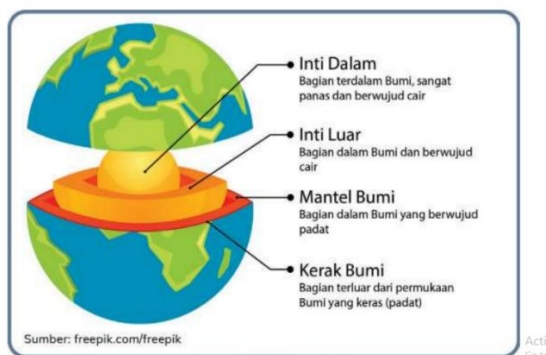 Inti Dalam
Bagian terdalam Bumi, sangat
panas dan berwujud cair
Inti Luar
Bagian dalam Bumi dan berwujud
cair
Mantel Bumi
Bagian dalam Bumi yang berwujud
padat
Kerak Bumi
Bagian terluar dari permukaan
Bumi yang keras (padat)
Sumber: freepik.com/freepik
Acti